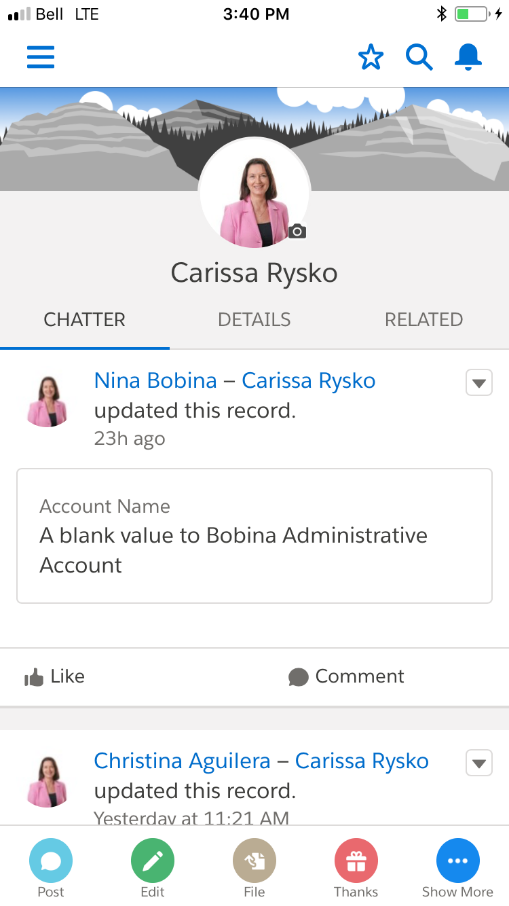 Bell LTE 3:40 PM
Carissa Rysko
CHATTER DETAILS RELATED
Nina Bobina – Carissa Rysko
updated this record.
23h ago
Account Name
A blank value to Bobina Administrative
Account
Like Comment
Christina Aguilera – Carissa Rysko
updated this record.
Yesterday at 11:21 AM
Post Edit File Thanks Show More